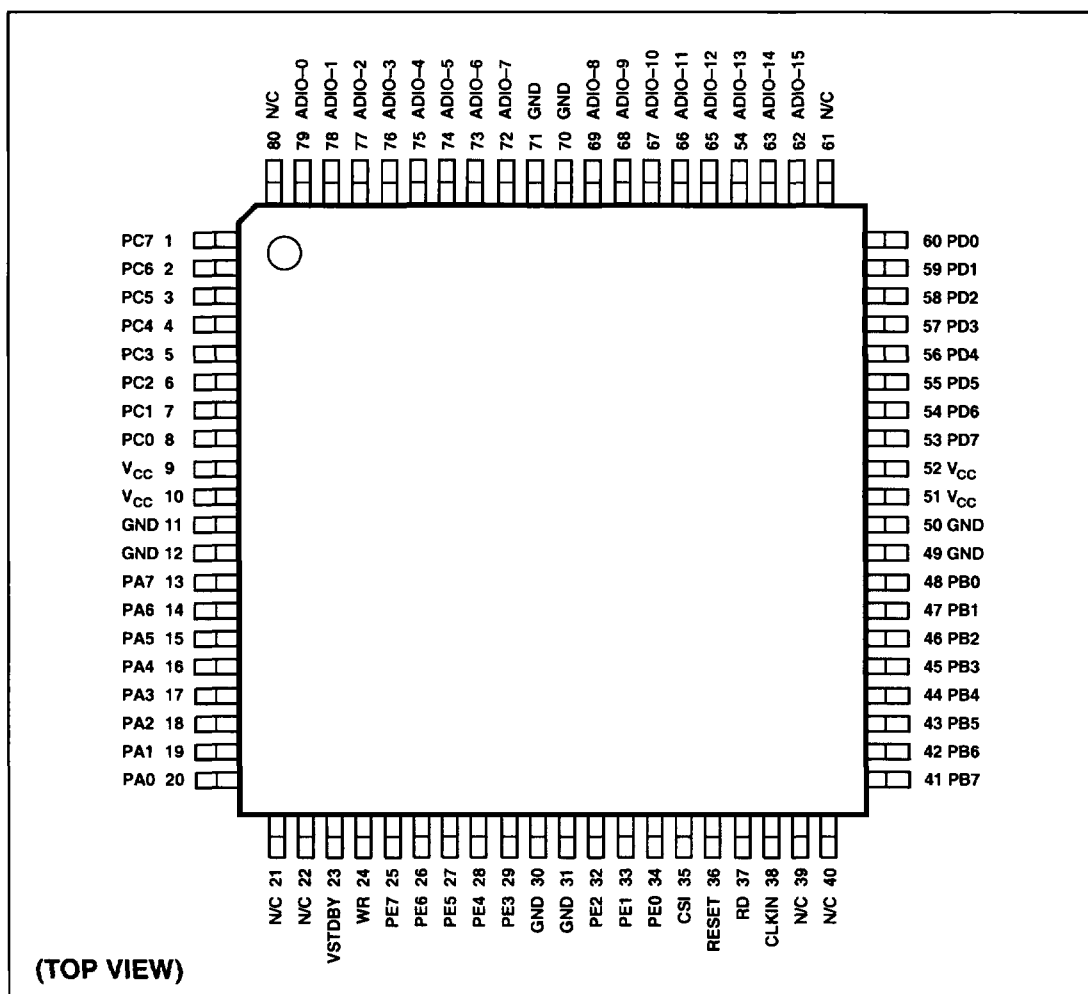 80 N/C
79 ADIO–0
78 ADIO–1
77 ADIO–2
76 ADIO–3
75 ADIO–4
74 ADIO–5
73 ADIO–6
72 ADIO–7
71 GND
70 GND
69 ADIO–8
68 ADIO–9
67 ADIO–10
66 ADIO–11
65 ADIO–12
54 ADIO–13
63 ADIO–14
62 ADIO–15
61 N/C
PC7 1
PC6 2
PC5 3
PC4 4
PC3 5
PC2 6
PC1 7
PC0 8
VCC 9
VCC 10
GND 11
GND 12
PA7 13
PA6 14
PA5 15
PA4 16
PA3 17
PA2 18
PA1 19
PA0 20
60 PD0
59 PD1
58 PD2
57 PD3
56 PD4
55 PD5
54 PD6
53 PD7
52 VCC
51 VCC
50 GND
49 GND
48 PB0
47 PB1
46 PB2
45 PB3
44 PB4
43 PB5
42 PB6
41 PB7
N/C 21
N/C 22
VSTDBY 23
WR 24
PE7 25
PE6 26
PE5 27
PE4 28
PE3 29
GND 30
GND 31
PE2 32
PE1 33
PE0 34
CSI 35
RESET 36
RD 37
CLKIN 38
N/C 39
N/C 40
(TOP VIEW)